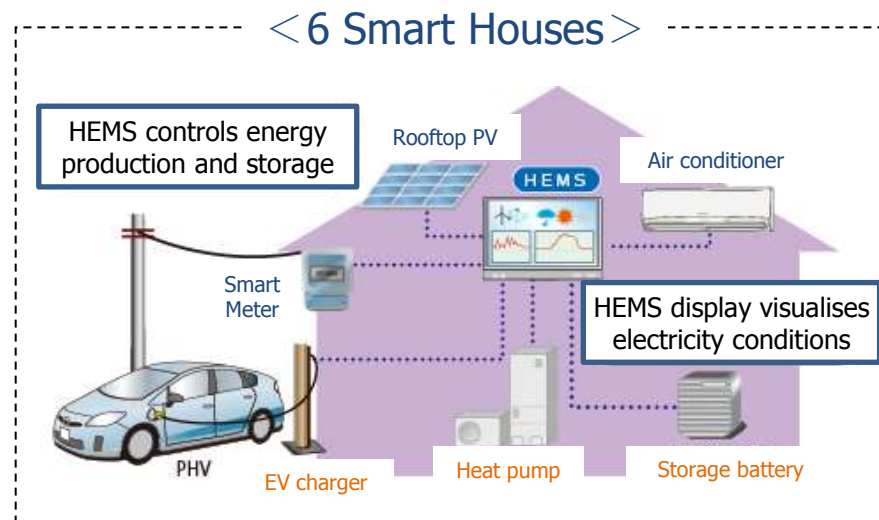 ＜6 Smart Houses＞
HEMS controls energy
production and storage
Rooftop PV
HEMS
Air conditioner
Smart
Meter
HEMS display visualises
electricity conditions
PHV
EV charger
Heat pump
Storage battery